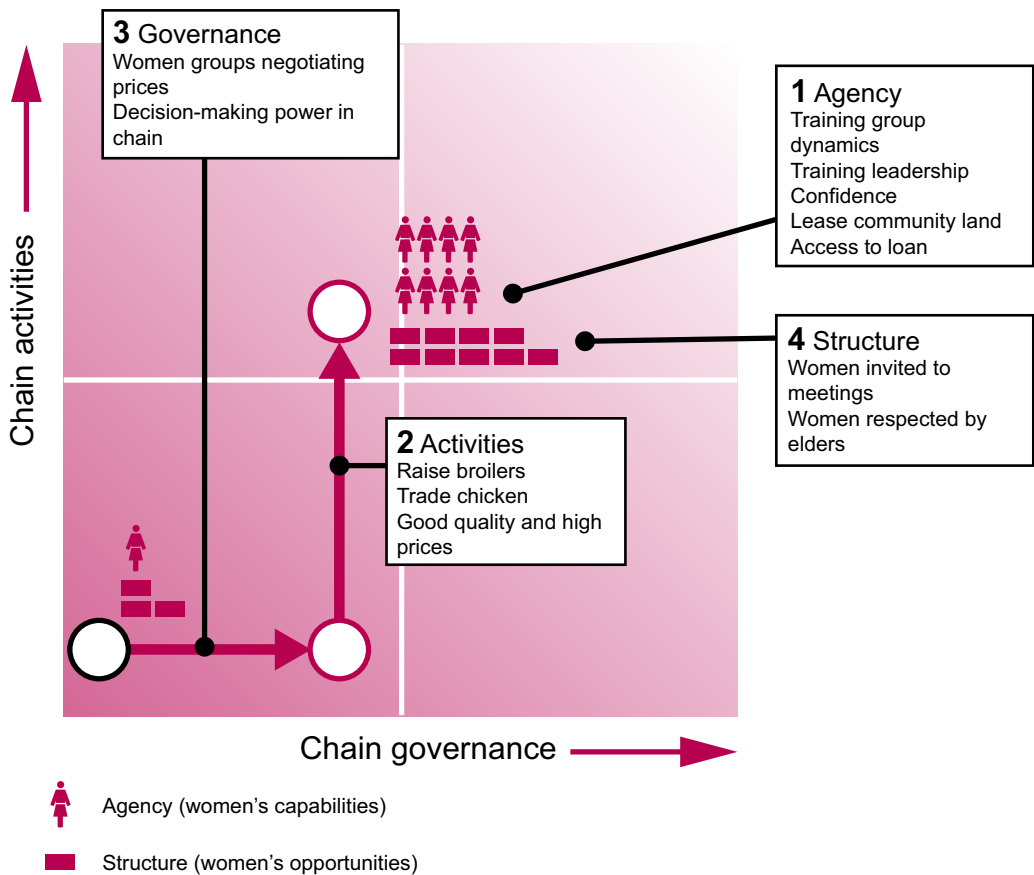 3 Governance
Women groups negotiating
prices
Decision-making power in
chain
1 Agency
Training group
dynamics
Training leadership
Confidence
Lease community land
Access to loan
4 Structure
Women invited to
meetings
Women respected by
elders
2 Activities
Raise broilers
Trade chicken
Good quality and high
prices
Chain activities
Chain governance
Agency (women's capabilities)
Structure (women's opportunities)